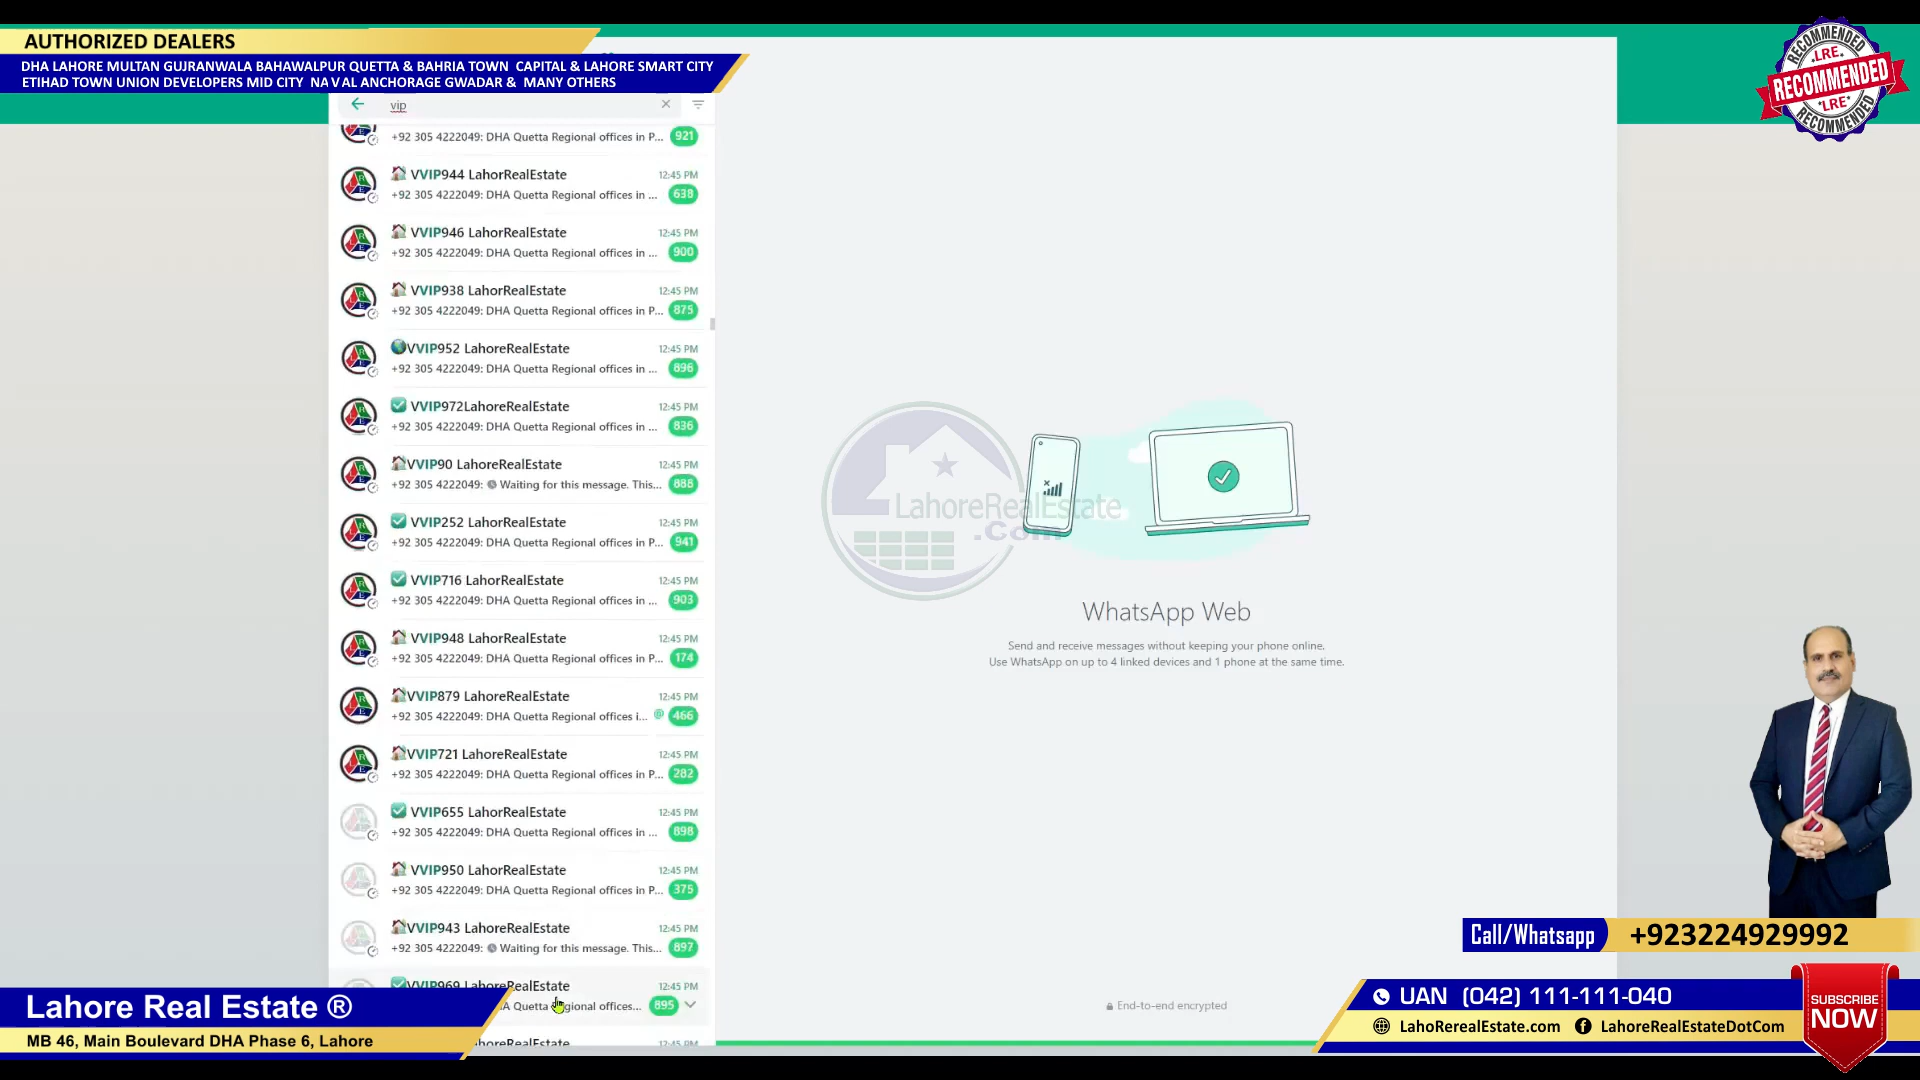 AUTHORIZED DEALERS
DHA LAHORE MULTAN GUJRANWALA BAHAWALPUR QUETTA & BAHRIA TOWN CAPITAL & LAHORE SMART CITY
ETIHAD TOWN UNION DEVELOPERS MID CITY NAVAL ANCHORAGE GWADAR & MANY OTHERS
RECOMMENDED
.LRE.
RECOMMENDED
"LRE"
RECOMMENDED
vip
+92 305 4222049: DHA Quetta Regional offices in P... 921
VVIP944 LahorRealEstate 12:45 PM
+92 305 4222049: DHA Quetta Regional offices in ... 638
VVIP946 LahorRealEstate 12:45 PM
+92 305 4222049: DHA Quetta Regional offices in ... 900
VVIP938 LahorRealEstate 12:45 PM
+92 305 4222049: DHA Quetta Regional offices in P... 875
VVIP952 LahoreRealEstate 12:45 PM
+92 305 4222049: DHA Quetta Regional offices in ... 896
VVIP972LahoreRealEstate 12:45 PM
+92 305 4222049: DHA Quetta Regional offices in ... 836
VVIP90 LahoreRealEstate 12:45 PM
+92 305 4222049: Waiting for this message. This... 888
VVIP252 LahorRealEstate 12:45 PM
+92 305 4222049: DHA Quetta Regional offices in P... 941
VVIP716 LahorRealEstate 12:45 PM
+92 305 4222049: DHA Quetta Regional offices in ... 903
VVIP948 LahorRealEstate 12:45 PM
+92 305 4222049: DHA Quetta Regional offices in P... 174
VVIP879 LahoreRealEstate 12:45 PM
+92 305 4222049: DHA Quetta Regional offices i... @ 466
VVIP721 LahoreRealEstate 12:45 PM
+92 305 4222049: DHA Quetta Regional offices in P... 282
VVIP655 LahorRealEstate 12:45 PM
+92 305 4222049: DHA Quetta Regional offices in ... 898
VVIP950 LahorRealEstate 12:45 PM
+92 305 4222049: DHA Quetta Regional offices in P... 375
VVIP943 LahoreRealEstate 12:45 PM
+92 305 4222049: Waiting for this message. This... 897
VVIP969 LahoreRealEstate 12:45 PM
Quetta Regional offices... 895
horeRealEstate 12:45 PM
LahoreRealEstate
.Com
WhatsApp Web
Send and receive messages without keeping your phone online.
Use WhatsApp on up to 4 linked devices and 1 phone at the same time.
End-to-end encrypted
Call/Whatsapp +923224929992
UAN (042) 111-111-040
LahoRerealEstate.com LahoreRealEstateDotCom
SUBSCRIBE
NOW
Lahore Real Estate ®
MB 46, Main Boulevard DHA Phase 6, Lahore